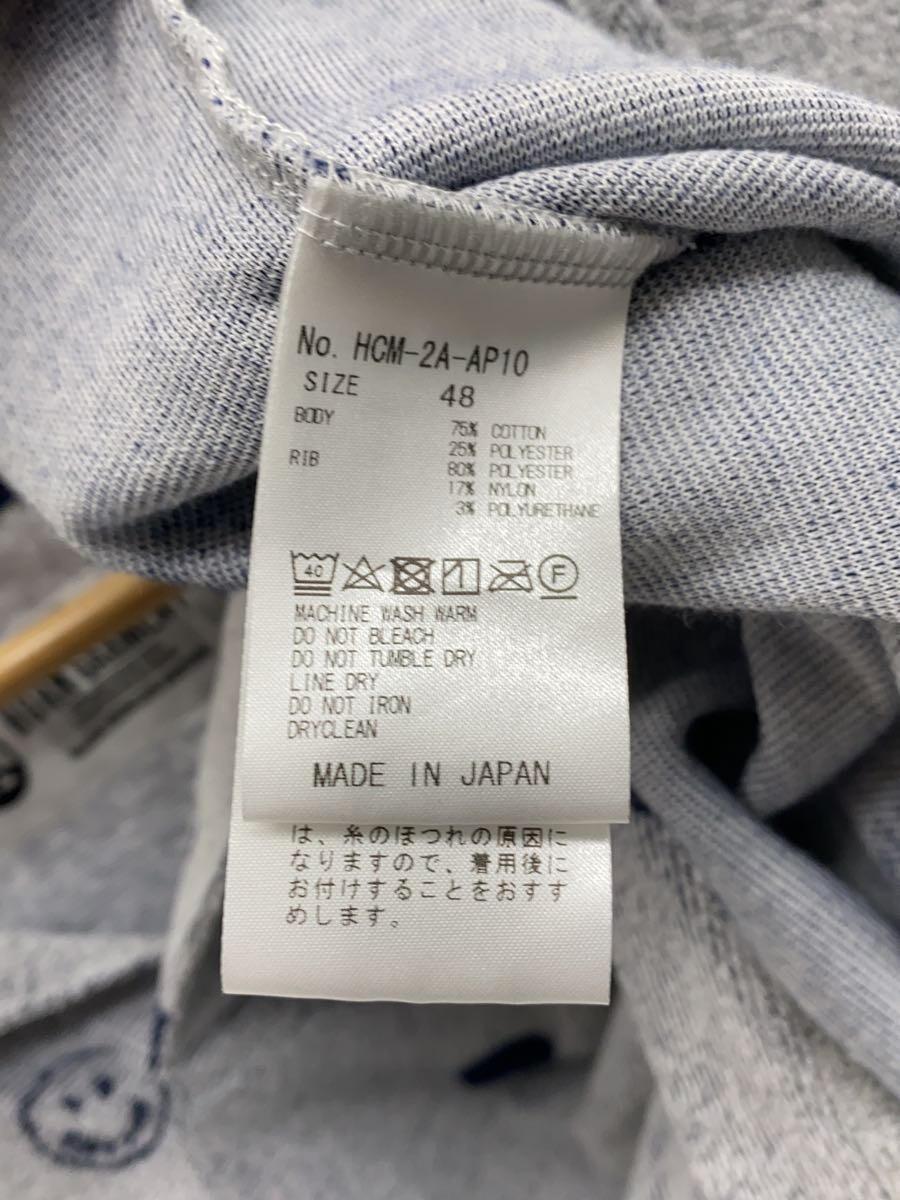 No. HCM-2A-AP10
SIZE 48
BODY 75% COTTON
25% POLYESTER
RIB 80% POLYESTER
17% NYLON
3% POLYURETHANE
40 1 F
MACHINE WASH WARM
DO NOT BLEACH
DO NOT TUMBLE DRY
LINE DRY
DO NOT IRON
DRYCLEAN
MADE IN JAPAN
は、糸のほつれの原因に
なりますので、着用後に
お付けすることをおすす
めします。